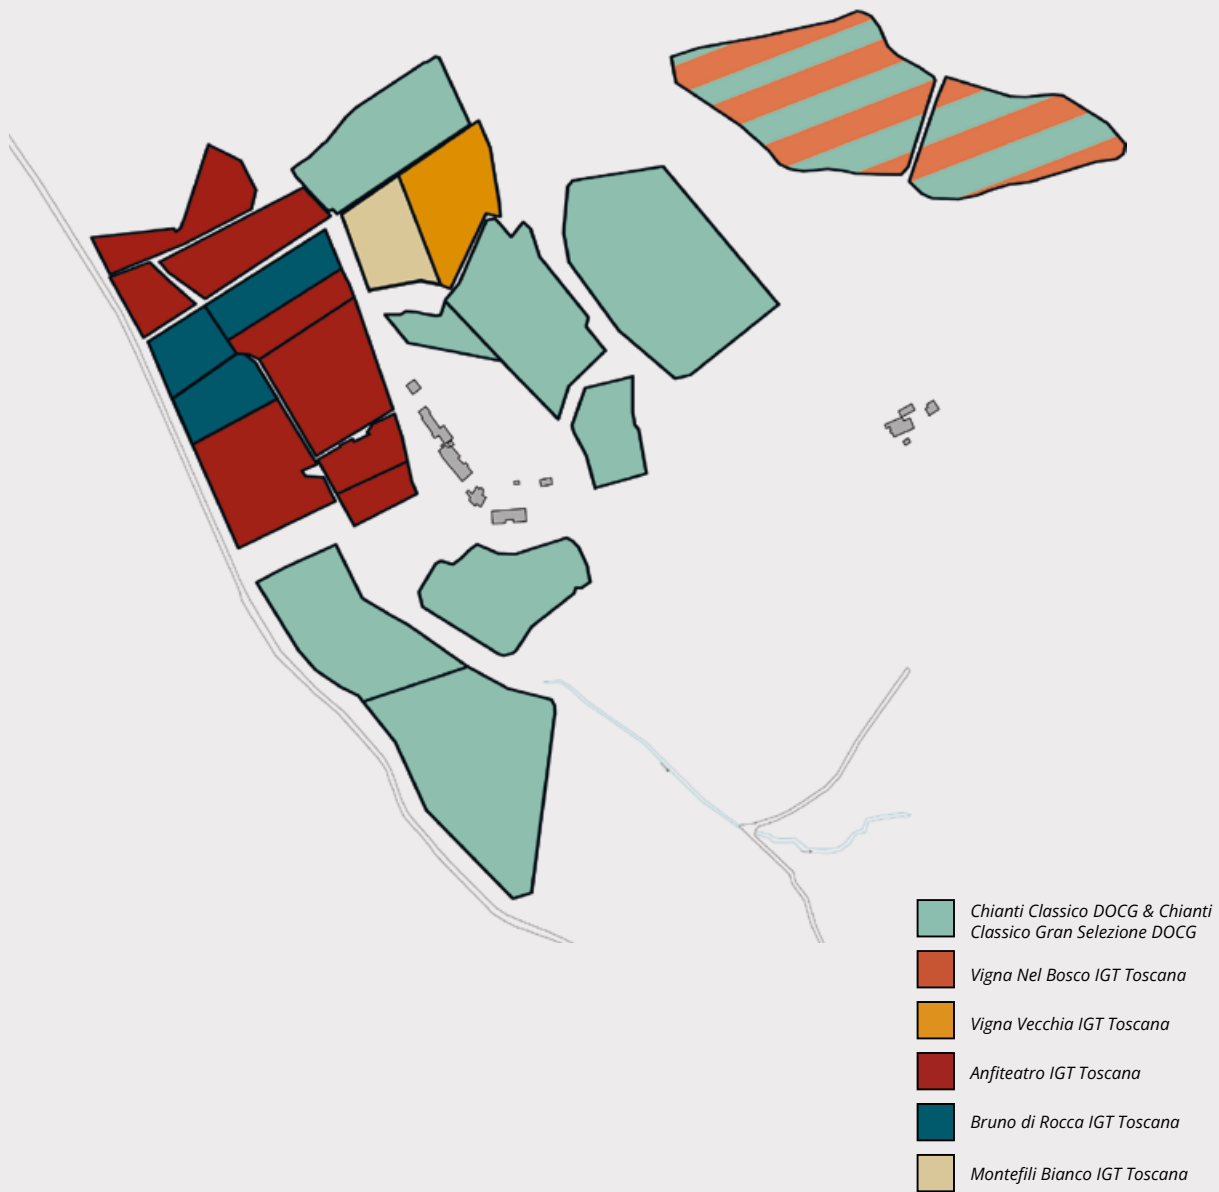 Chianti Classico DOCG & Chianti
Classico Gran Selezione DOCG
Vigna Nel Bosco IGT Toscana
Vigna Vecchia IGT Toscana
Anfiteatro IGT Toscana
Bruno di Rocca IGT Toscana
Montefili Bianco IGT Toscana